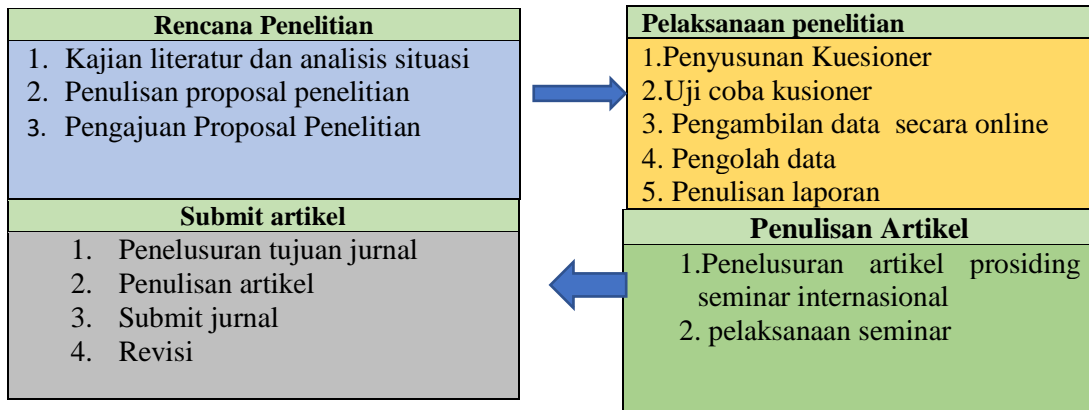 Rencana Penelitian
1. Kajian literatur dan analisis situasi
2. Penulisan proposal penelitian
3. Pengajuan Proposal Penelitian
Pelaksanaan penelitian
1.Penyusunan Kuesioner
2.Uji coba kusioner
3. Pengambilan data secara online
4. Pengolah data
5. Penulisan laporan
Submit artikel
1. Penelusuran tujuan jurnal
2. Penulisan artikel
3. Submit jurnal
4. Revisi
Penulisan Artikel
1.Penelusuran artikel prosiding
seminar internasional
2. pelaksanaan seminar